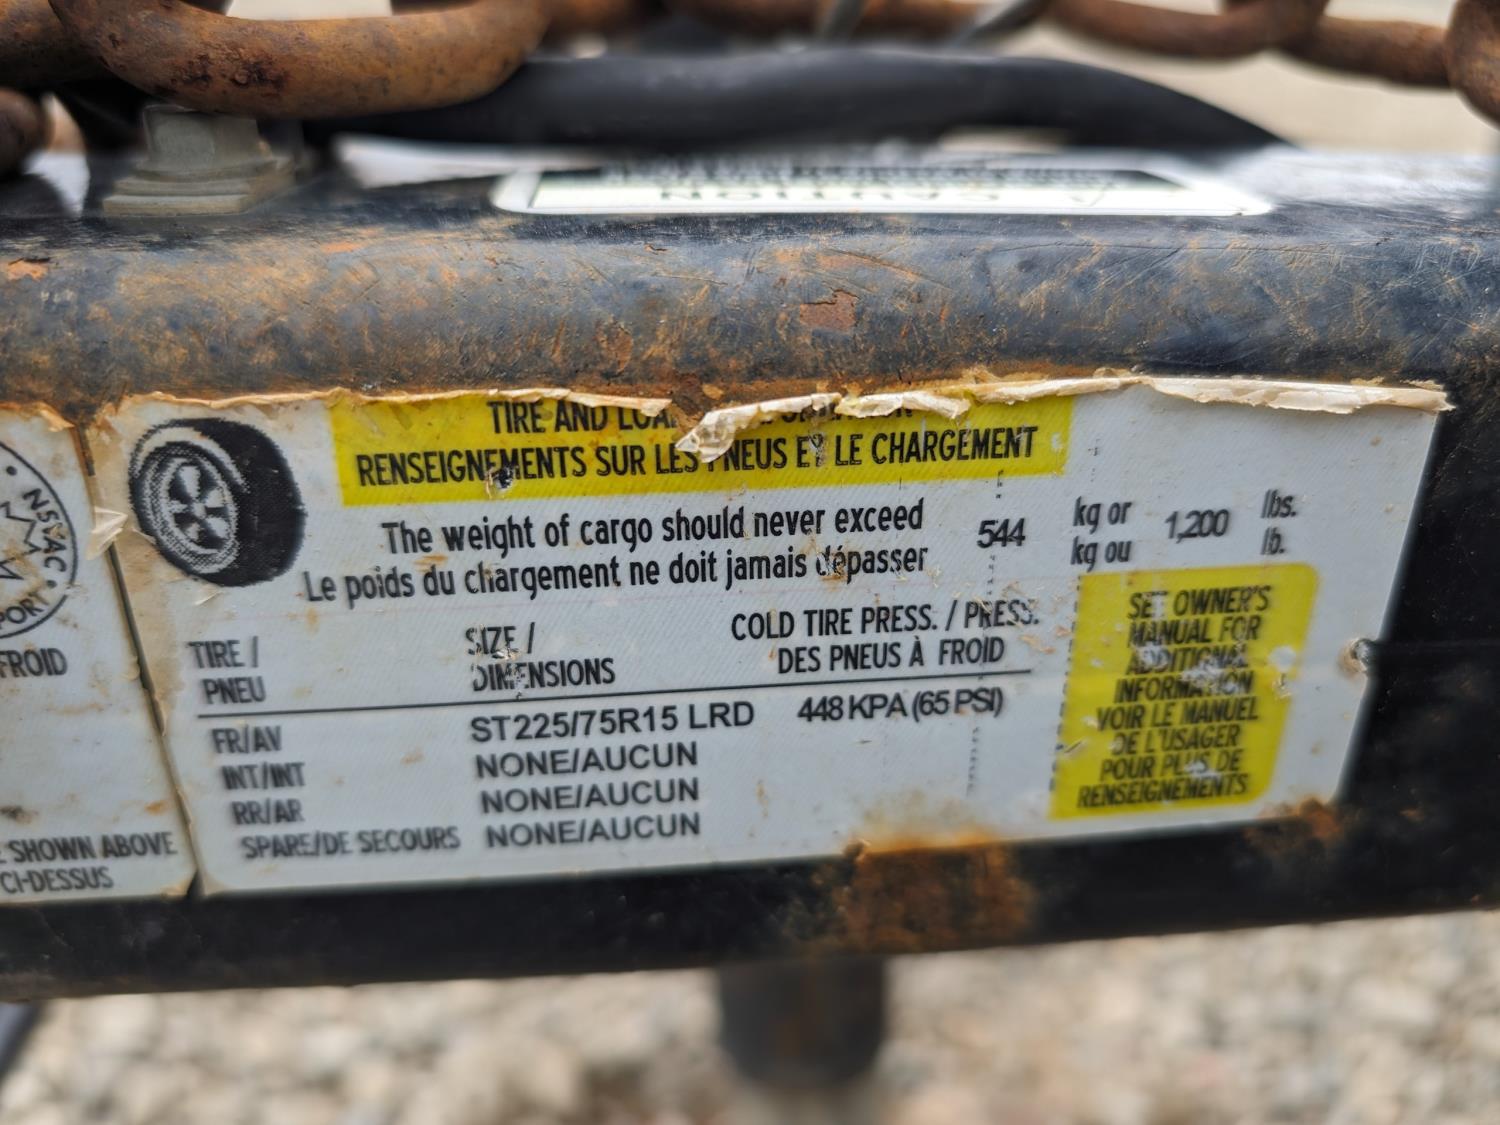 TIRE AND
RENSEIGNEMENTS SUR LES PNEUS ET LE CHARGEMENT
The weight of cargo should never exceed 544 kg or 1,200 lbs.
Le poids du chargement ne doit jamais dépasser kg ou lb.
TIRE / SIZE / COLD TIRE PRESS. / PRESS.
PNEU DIMENSIONS DES PNEUS À FROID
FR/AV ST225/75R15 LRD 448 KPA (65 PSI)
INT/INT NONE/AUCUN
RR/AR NONE/AUCUN
SPARE/DE SECOURS NONE/AUCUN
SEE OWNER'S
MANUAL FOR
ADDITIONAL
INFORMATION
VOIR LE MANUEL
DE L'USAGER
POUR PLUS DE
RENSEIGNEMENTS
FROID
SHOWN ABOVE
CI-DESSUS
CAUTION